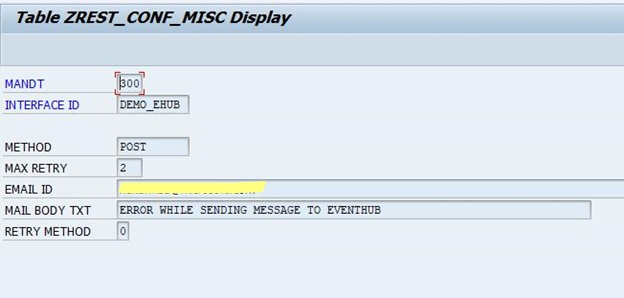 Table ZREST_CONF_MISC Display
MANDT 300
INTERFACE ID DEMO_EHUB
METHOD POST
MAX RETRY 2
EMAIL ID
MAIL BODY TXT ERROR WHILE SENDING MESSAGE TO EVENTHUB
RETRY METHOD 0